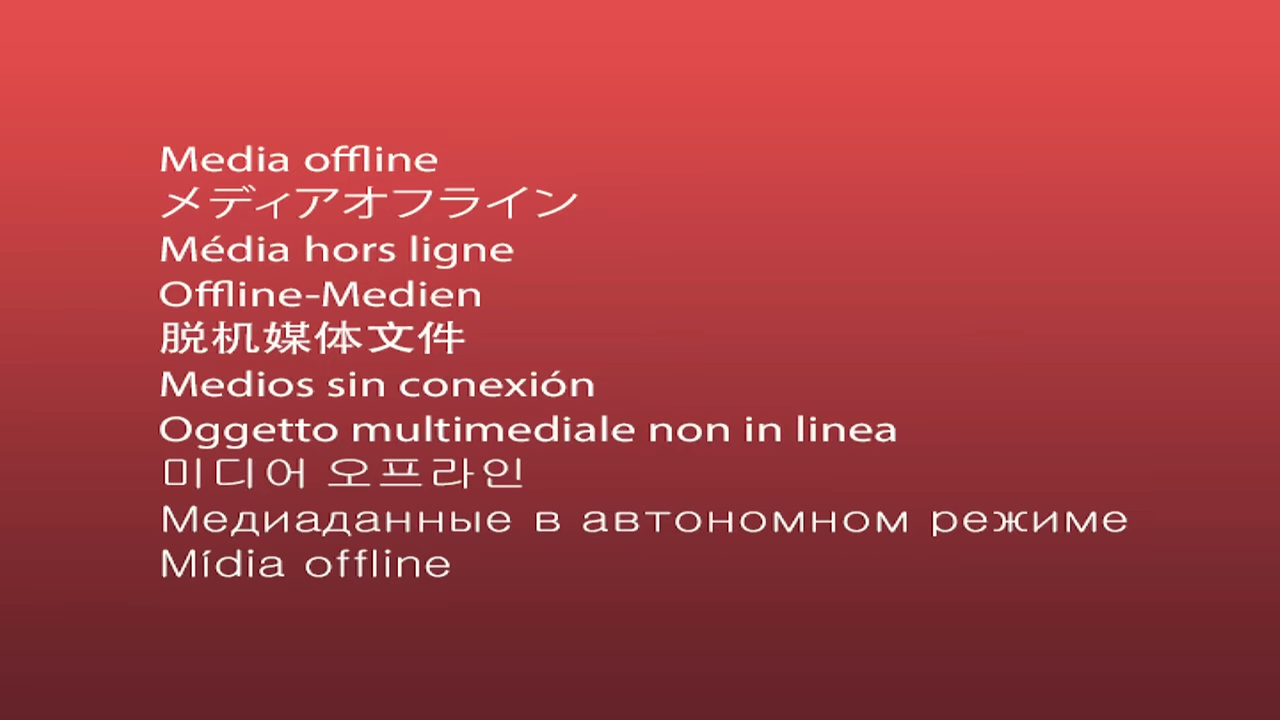 Media offline
メディアオフライン
Média hors ligne
Offline-Medien
脱机媒体文件
Medios sin conexión
Oggetto multimediale non in linea
미디어 오프라인
Медиаданные в автономном режиме
Mídia offline